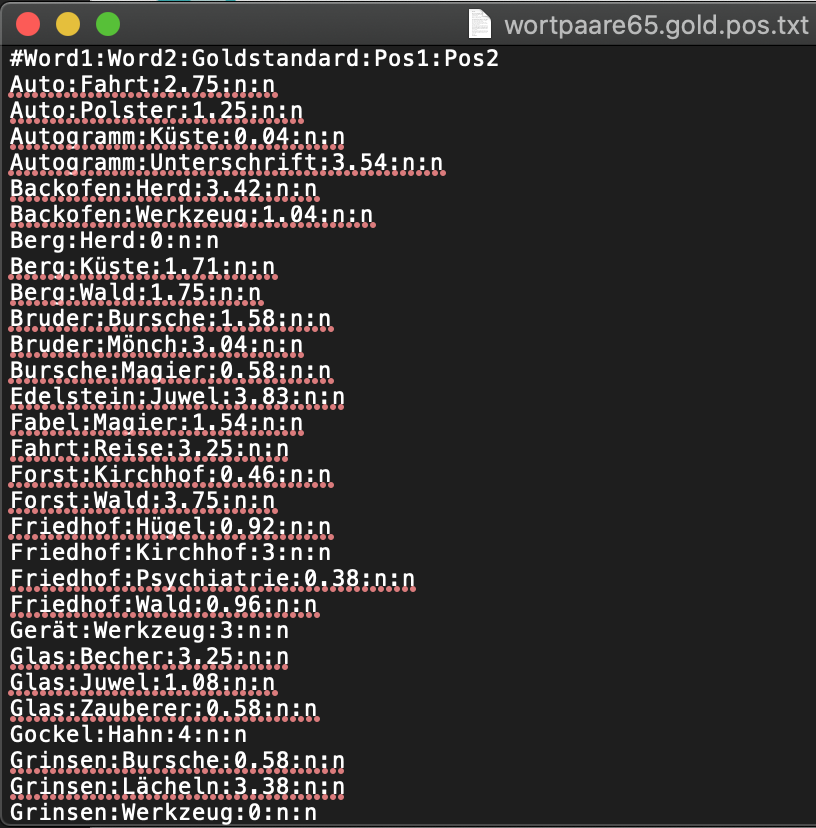 wortpaare65.gold.pos.txt
#Word1:Word2:Goldstandard:Pos1:Pos2
Auto:Fahrt:2.75:n:n
Auto:Polster:1.25:n:n
Autogramm:Küste:0.04:n:n
Autogramm:Unterschrift:3.54:n:n
Backofen:Herd:3.42:n:n
Backofen:Werkzeug:1.04:n:n
Berg:Herd:0:n:n
Berg:Küste:1.71:n:n
Berg:Wald:1.75:n:n
Bruder:Bursche:1.58:n:n
Bruder:Mönch:3.04:n:n
Bursche:Magier:0.58:n:n
Edelstein:Juwel:3.83:n:n
Fabel:Magier:1.54:n:n
Fahrt:Reise:3.25:n:n
Forst:Kirchhof:0.46:n:n
Forst:Wald:3.75:n:n
Friedhof:Hügel:0.92:n:n
Friedhof:Kirchhof:3:n:n
Friedhof:Psychiatrie:0.38:n:n
Friedhof:Wald:0.96:n:n
Gerät:Werkzeug:3:n:n
Glas:Becher:3.25:n:n
Glas:Juwel:1.08:n:n
Glas:Zauberer:0.58:n:n
Gockel:Hahn:4:n:n
Grinsen:Bursche:0.58:n:n
Grinsen:Lächeln:3.38:n:n
Grinsen:Werkzeug:0:n:n